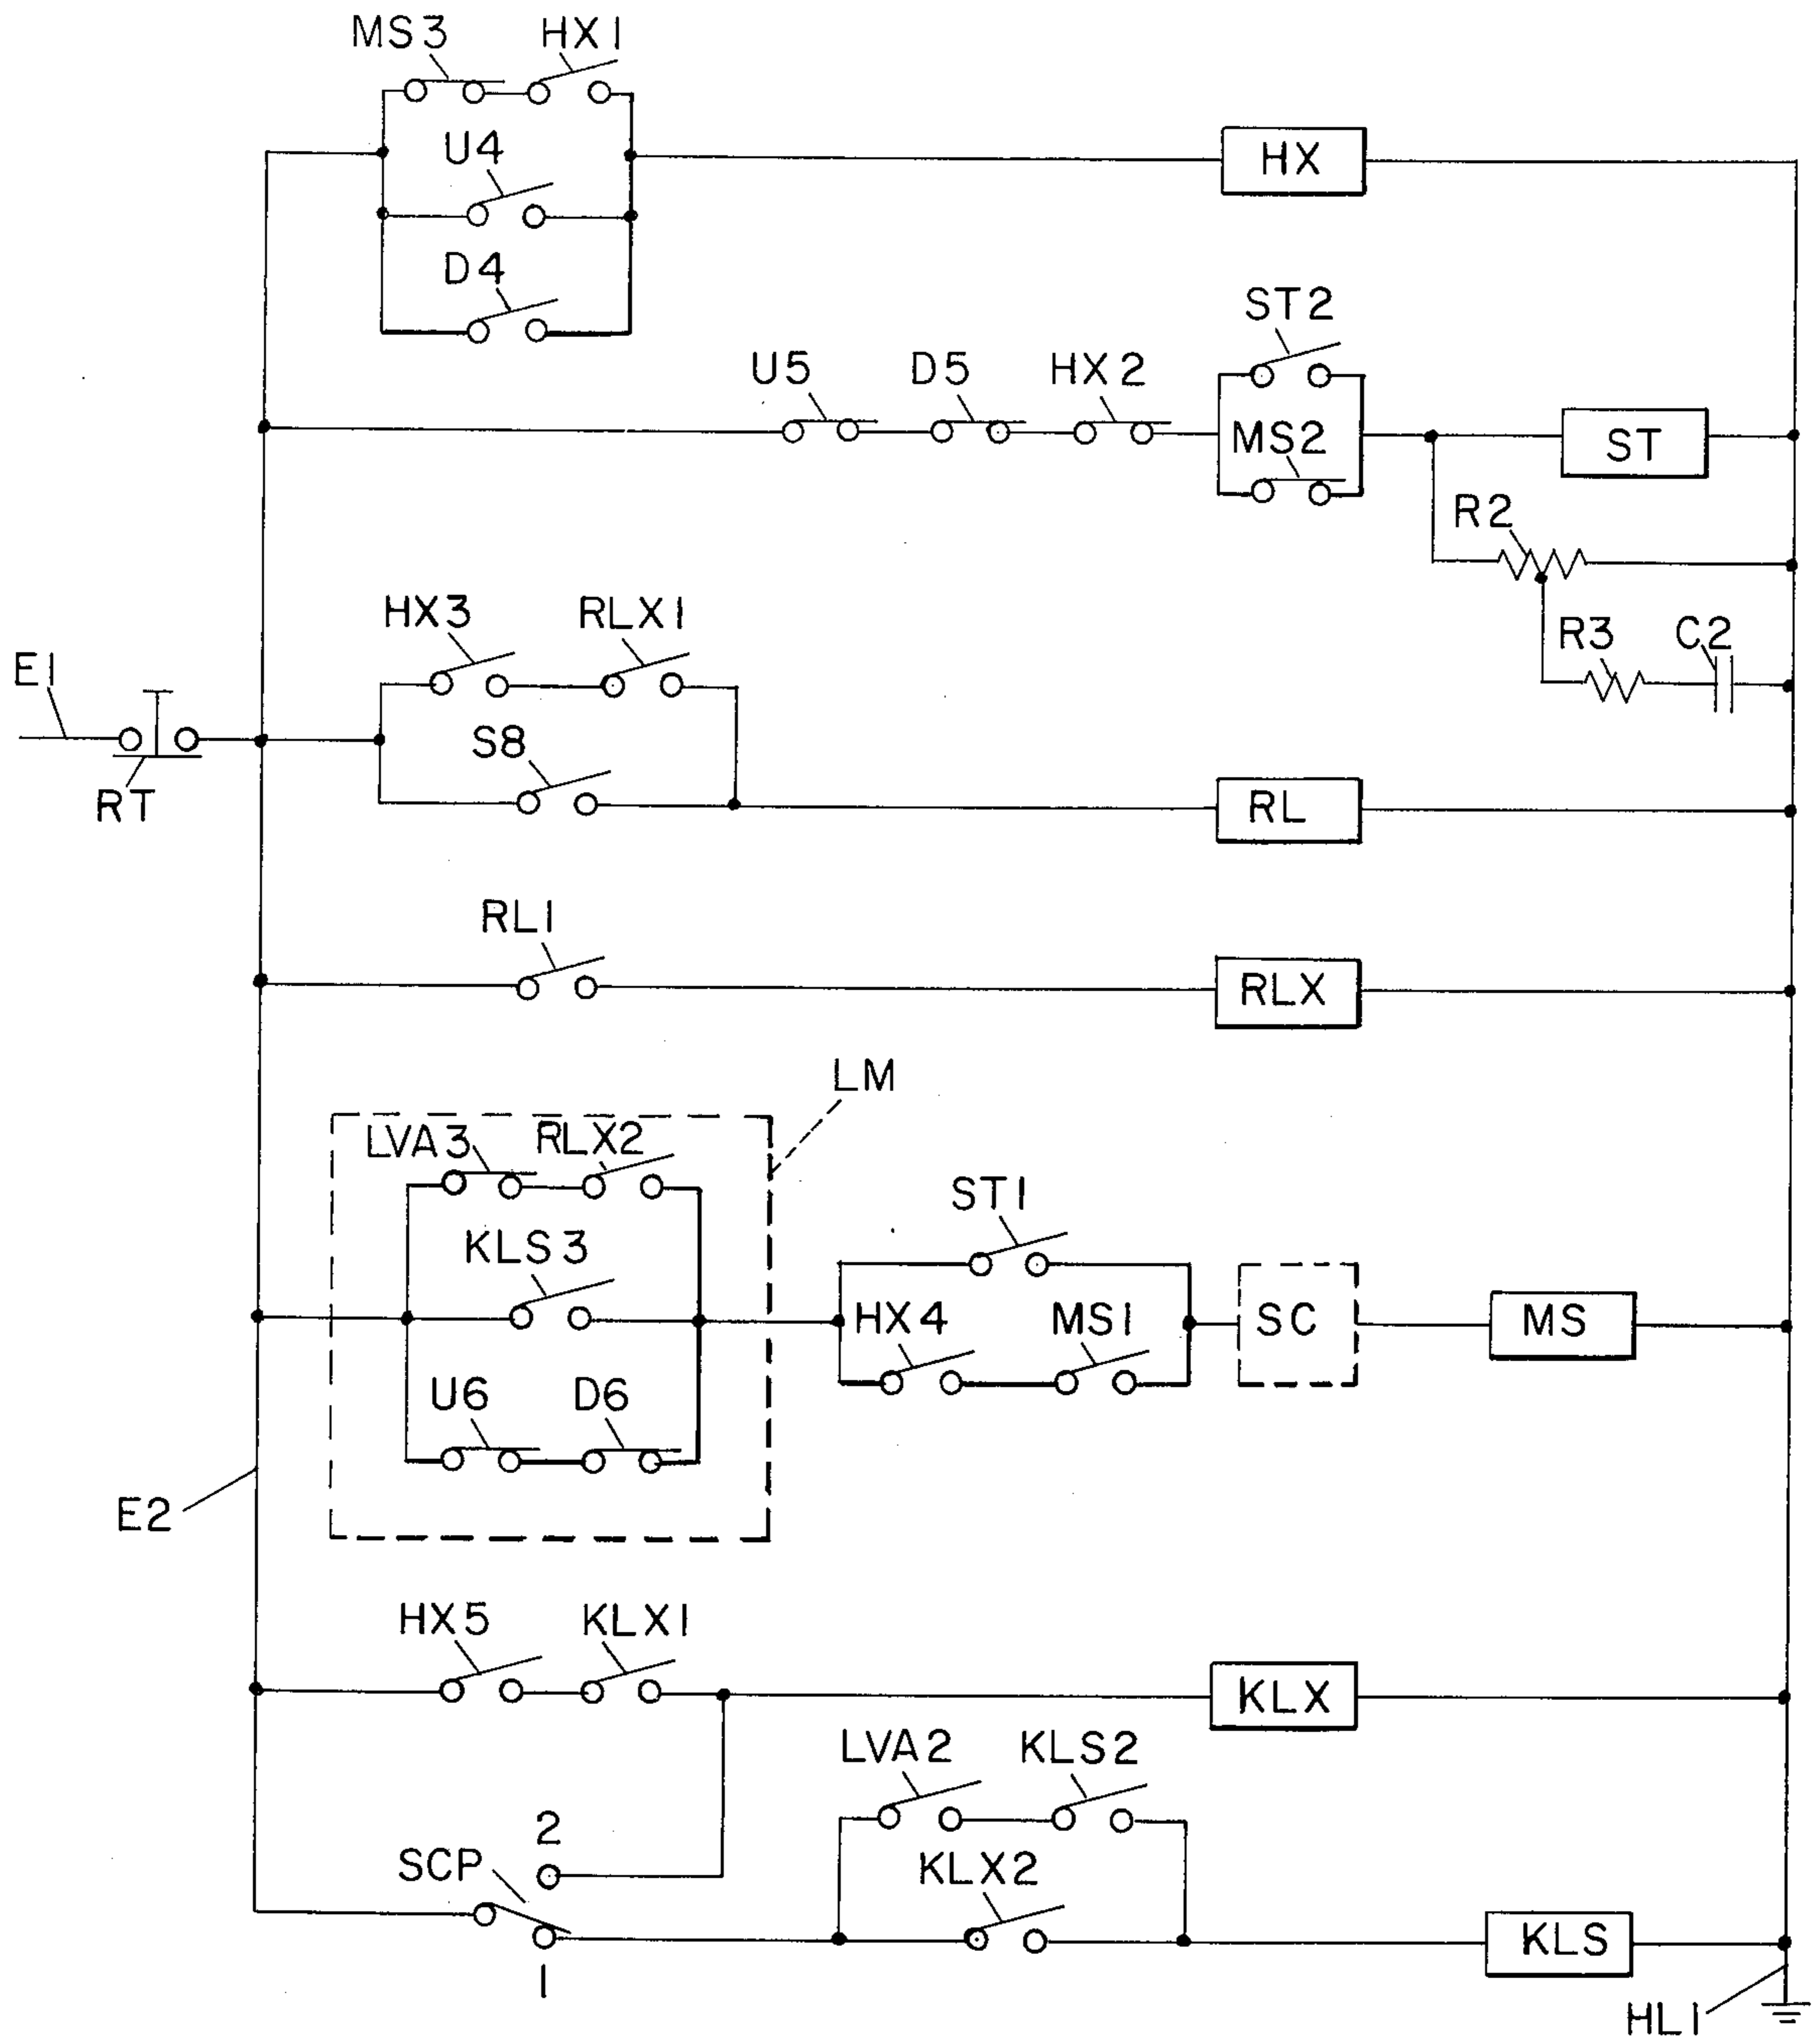 MS3 HX1
U4
HX
D4
ST2
U5 D5 HX2
MS2
ST
R2
HX3 RLX1
R3 C2
E1
S8
RT
RL
RL1
RLX
LM
LVA3 RLX2
ST1
KLS3
HX4 MS1
SC
MS
U6 D6
E2
HX5 KLX1
KLX
LVA2 KLS2
2
SCP
KLX2
KLS
1
HL1